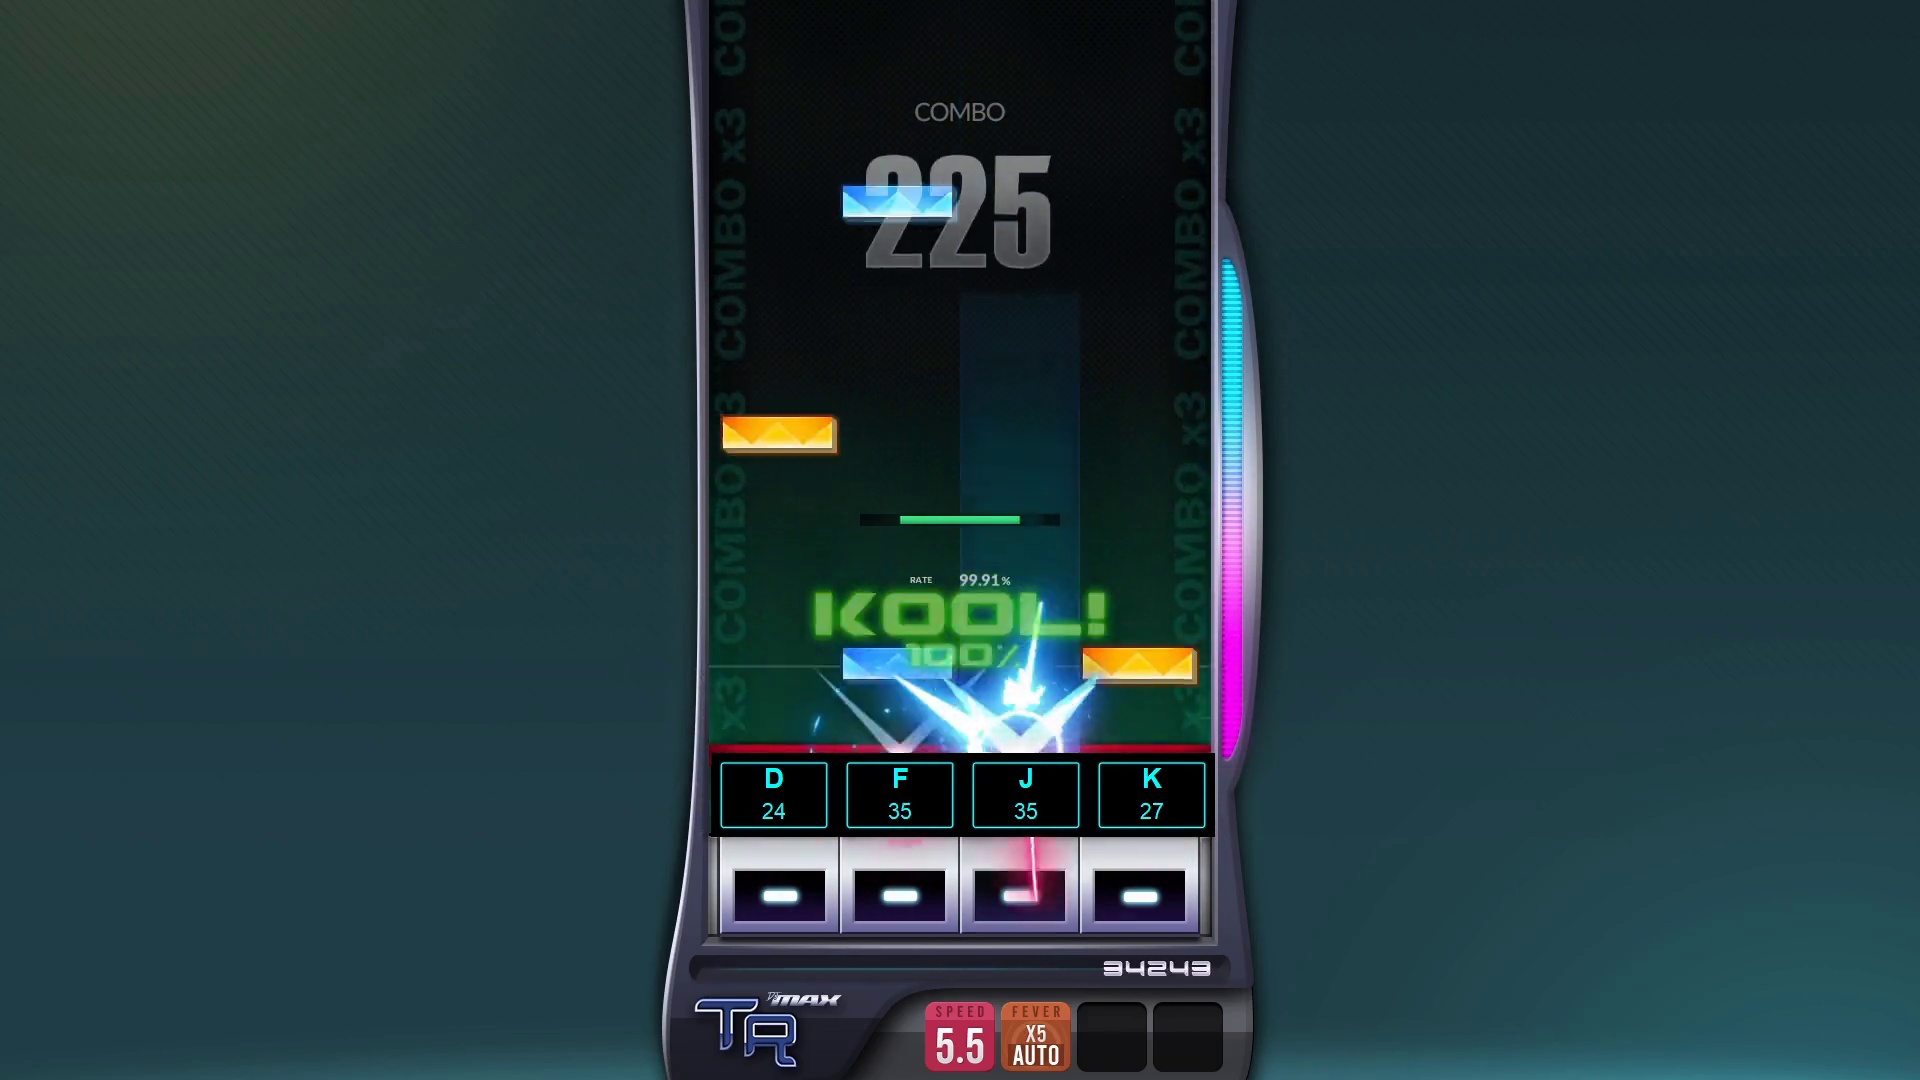 COMBO
225
COMBO x3 COMBO x3 COMBO x3
COMBO x3 COMBO x3 COMBO x3
RATE 99.91%
KOOL!
100%
D F J K
24 35 35 27
34243
MAX
TR
SPEED
5.5
FEVER
X5
AUTO